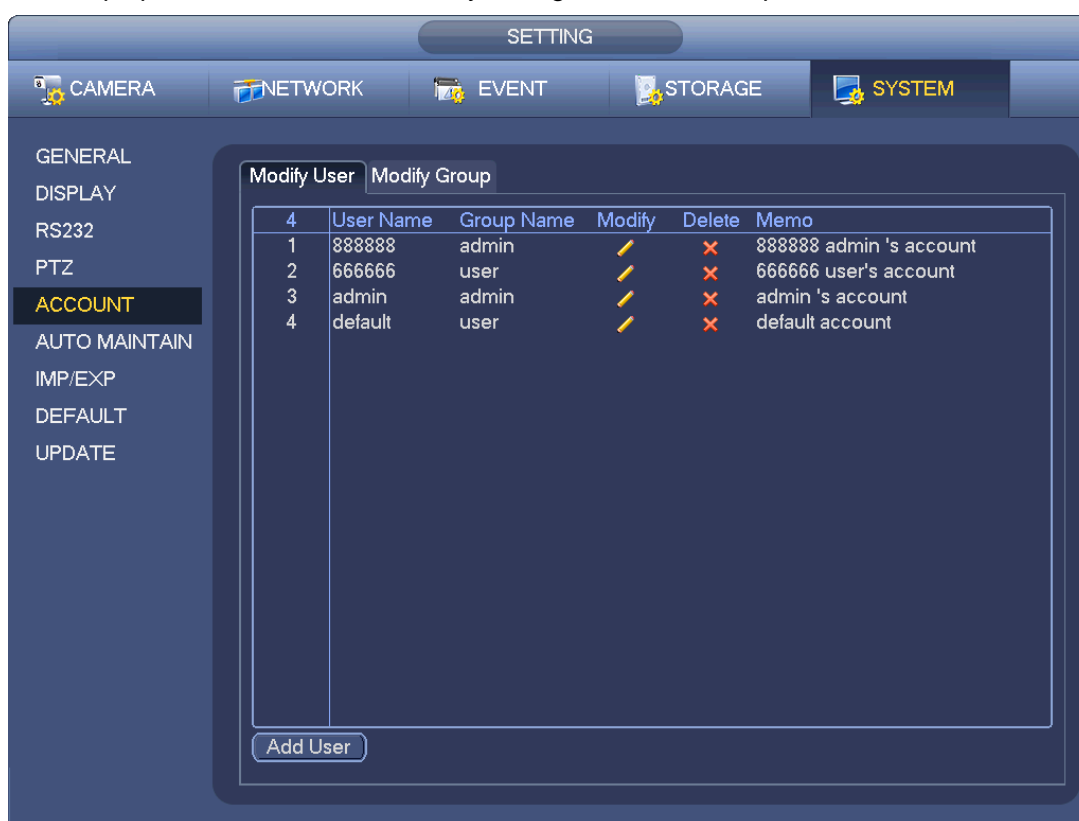 SETTING
CAMERA NETWORK EVENT STORAGE SYSTEM
GENERAL
DISPLAY
RS232
PTZ
ACCOUNT
AUTO MAINTAIN
IMP/EXP
DEFAULT
UPDATE
Modify User Modify Group
4 User Name Group Name Modify Delete Memo
1 888888 admin 888888 admin 's account
2 666666 user 666666 user's account
3 admin admin admin 's account
4 default user default account
Add User